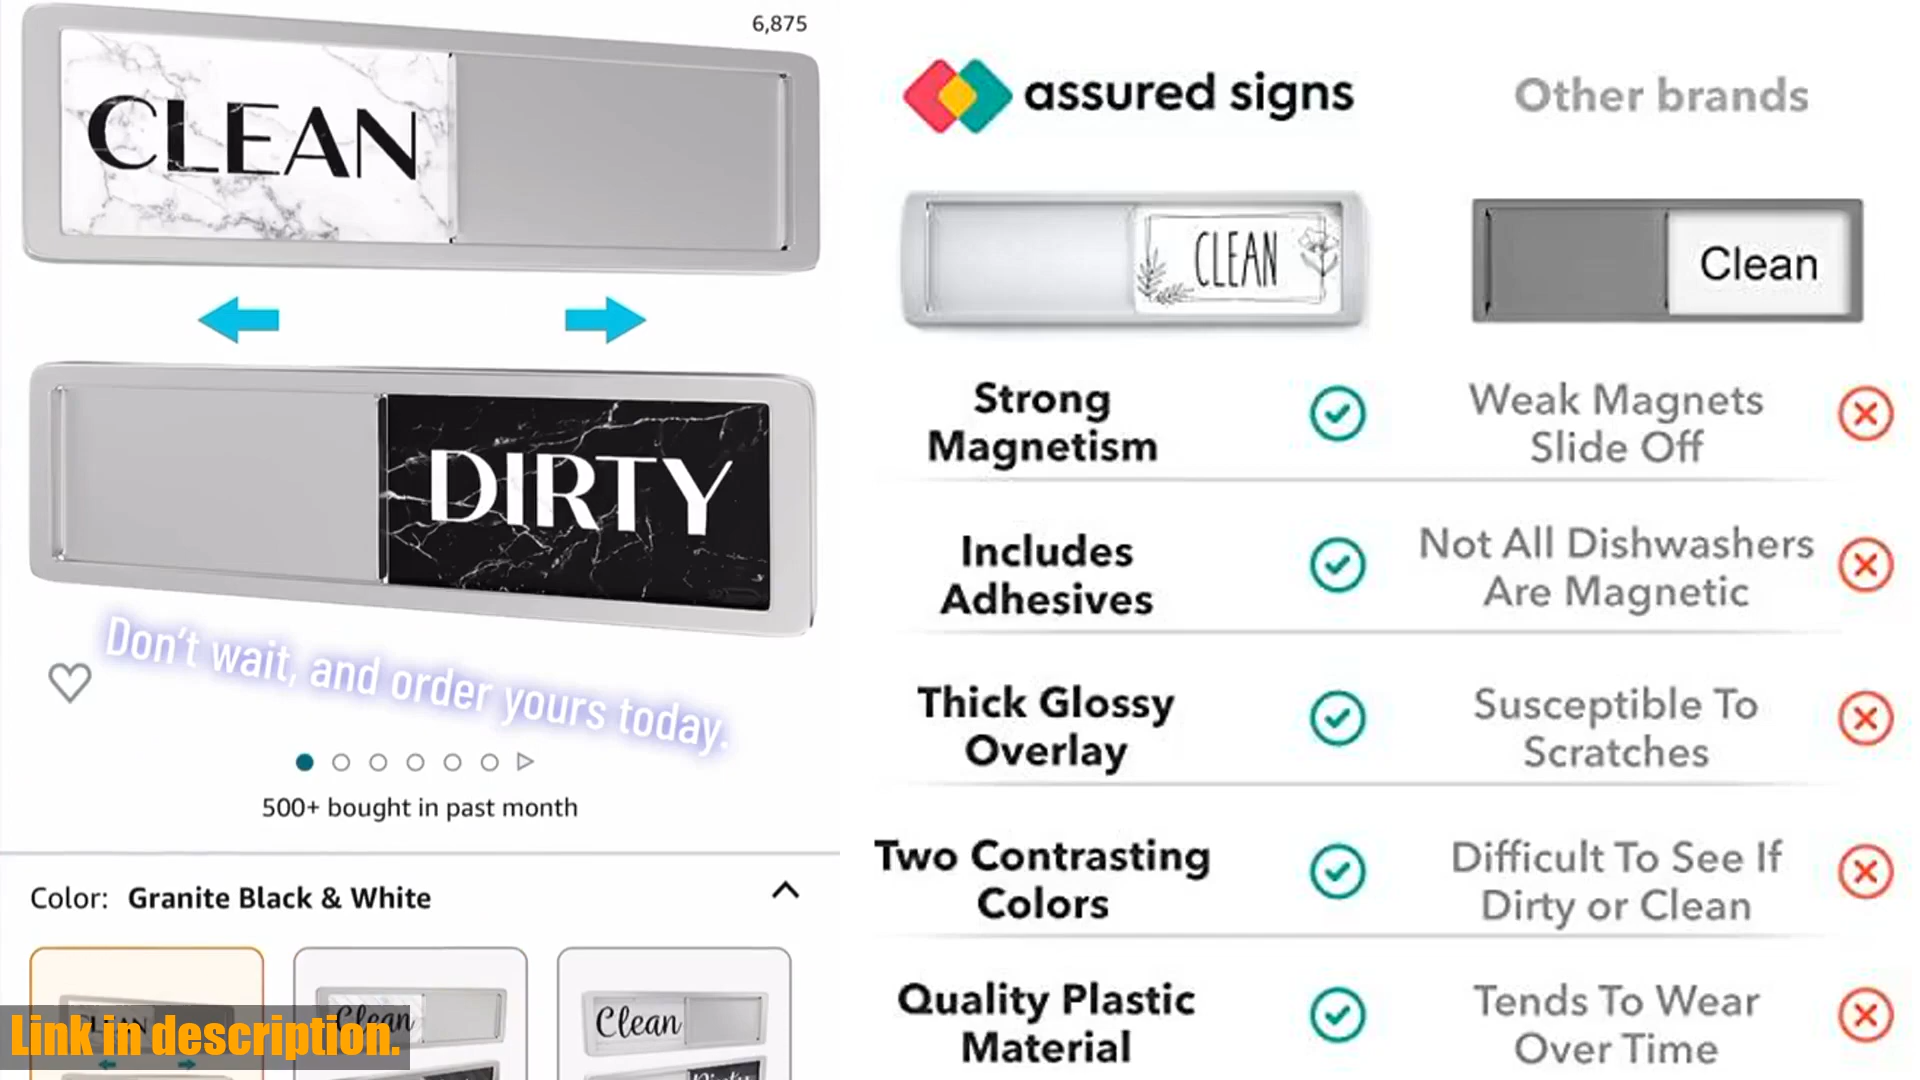 6,875
CLEAN
DIRTY
Don't wait, and order yours today.
500+ bought in past month
Color: Granite Black & White
CLEAN
Clean
Clean
Dirty
Link in description.
assured signs
Other brands
CLEAN
Clean
Strong
Magnetism
Weak Magnets
Slide Off
Includes
Adhesives
Not All Dishwashers
Are Magnetic
Thick Glossy
Overlay
Susceptible To
Scratches
Two Contrasting
Colors
Difficult To See If
Dirty or Clean
Quality Plastic
Material
Tends To Wear
Over Time